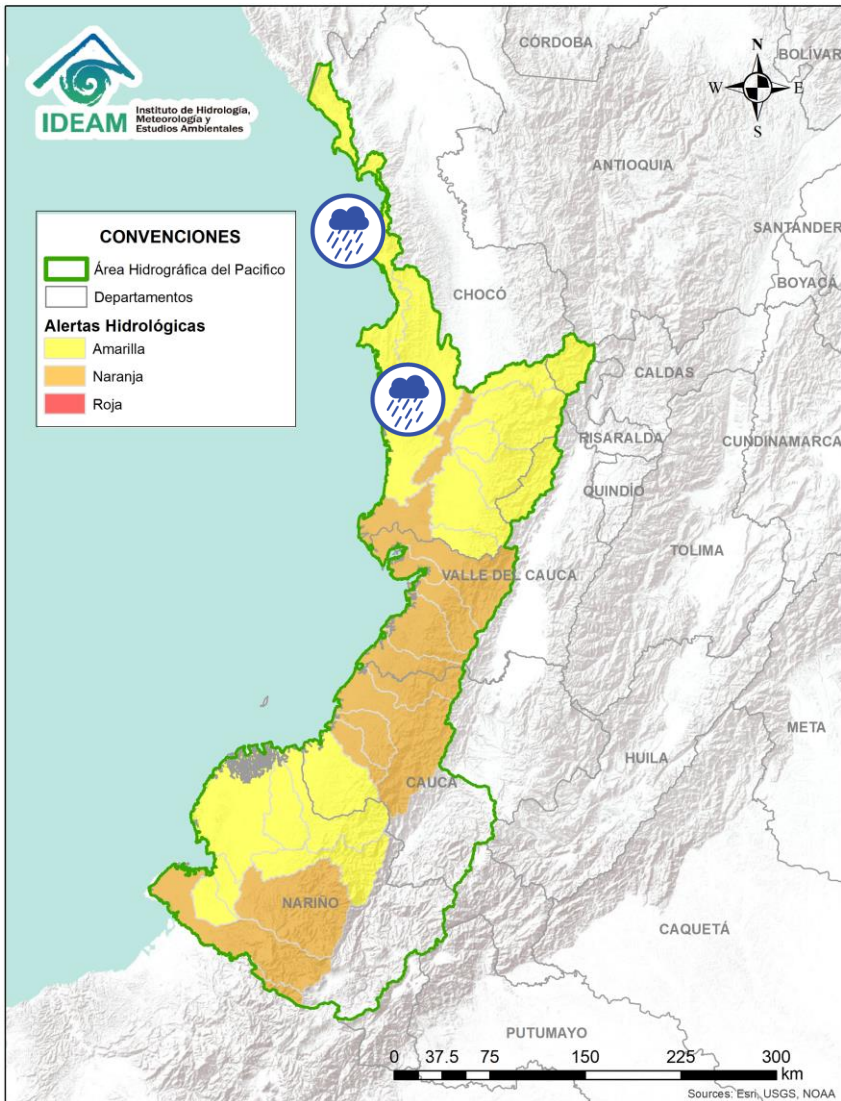 IDEAM
Instituto de Hidrología,
Meteorología y
Estudios Ambientales
CONVENCIONES
Área Hidrográfica del Pacifico
Departamentos
Alertas Hidrológicas
Amarilla
Naranja
Roja
N
W
E
S
CÓRDOBA
BOLÍVAR
ANTIOQUIA
SANTANDER
BOYACÁ
CHOCÓ
CALDAS
RISARALDA
CUNDINAMARCA
QUINDÍO
TOLIMA
VALLE DEL CAUCA
META
HUILA
CAUCA
NARIÑO
CAQUETÁ
PUTUMAYO
0 37.5 75 150 225 300
km
Sources: Esri, USGS, NOAA